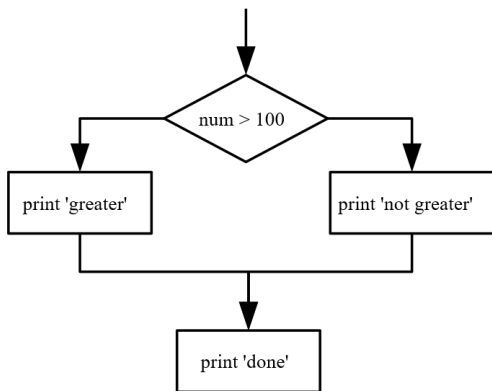 num > 100
print 'greater'
print 'not greater'
print 'done'